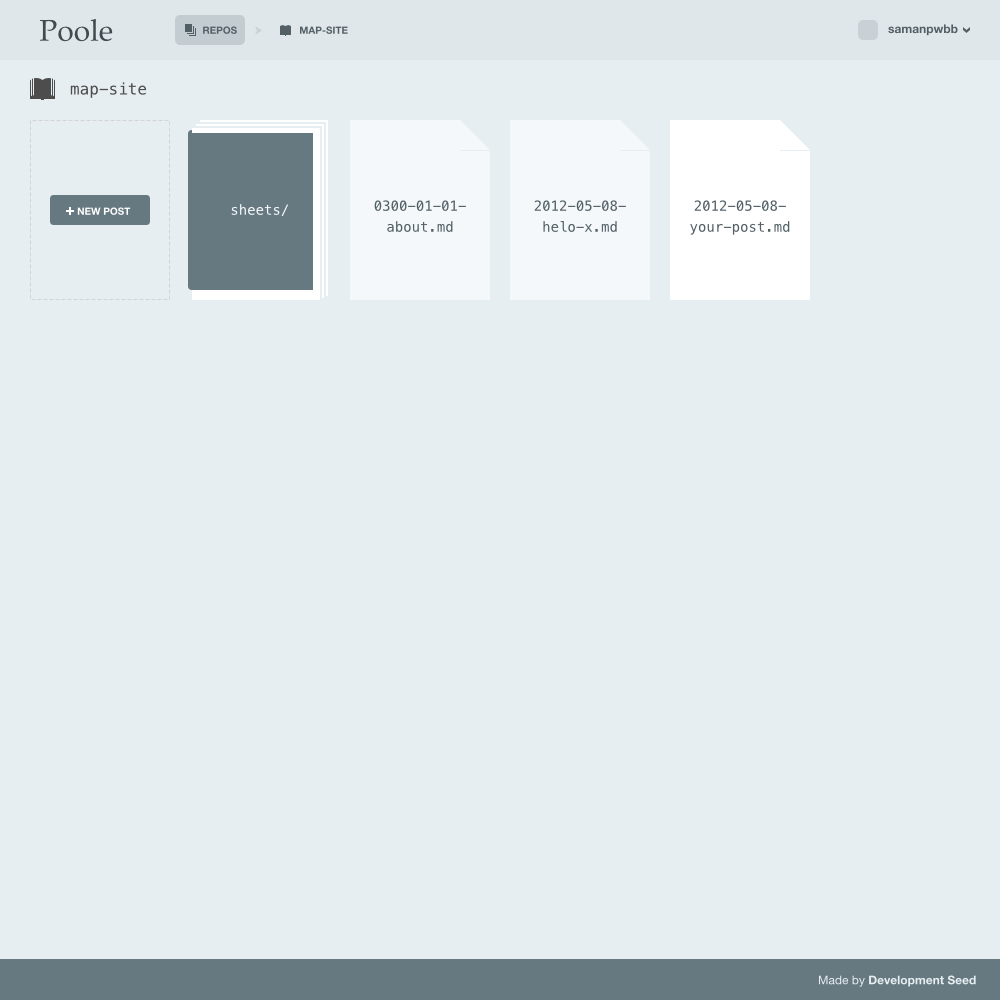 Poole
REPOS
MAP-SITE
samanpwbb
map-site
+ NEW POST
sheets/
0300-01-01-
about.md
2012-05-08-
helo-x.md
2012-05-08-
your-post.md
Made by Development Seed